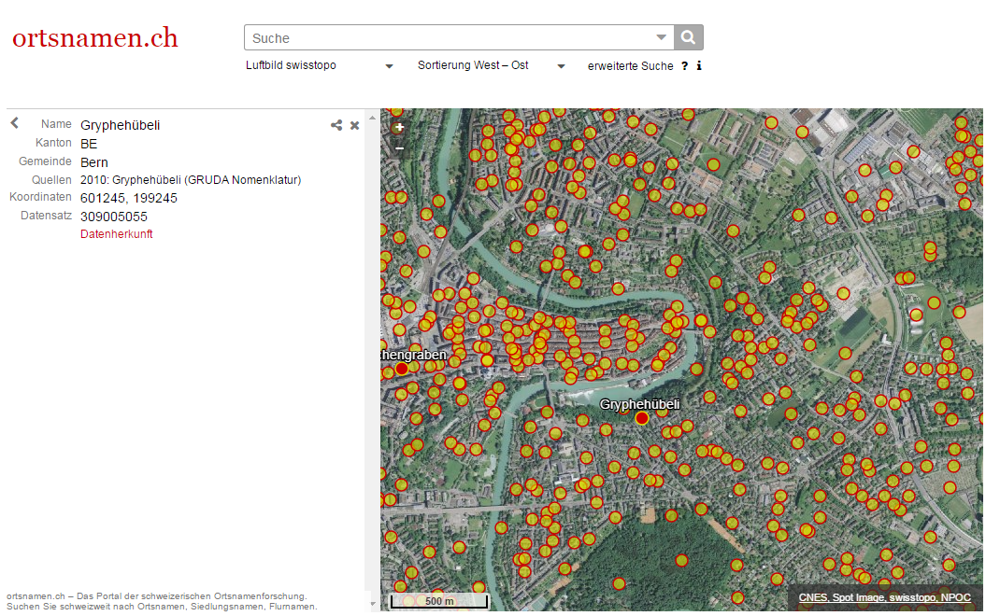 ortsnamen.ch
Suche
Luftbild swisstopo
Sortierung West – Ost
erweiterte Suche ? i
Name Gryphehübeli
Kanton BE
Gemeinde Bern
Quellen 2010: Gryphehübeli (GRUDA Nomenklatur)
Koordinaten 601245, 199245
Datensatz 309005055
Datenherkunft
+
–
chengraben
Gryphehübeli
500 m
CNES, Spot Image, swisstopo, NPOC
ortsnamen.ch – Das Portal der schweizerischen Ortsnamenforschung.
Suchen Sie schweizweit nach Ortsnamen, Siedlungsnamen, Flurnamen.